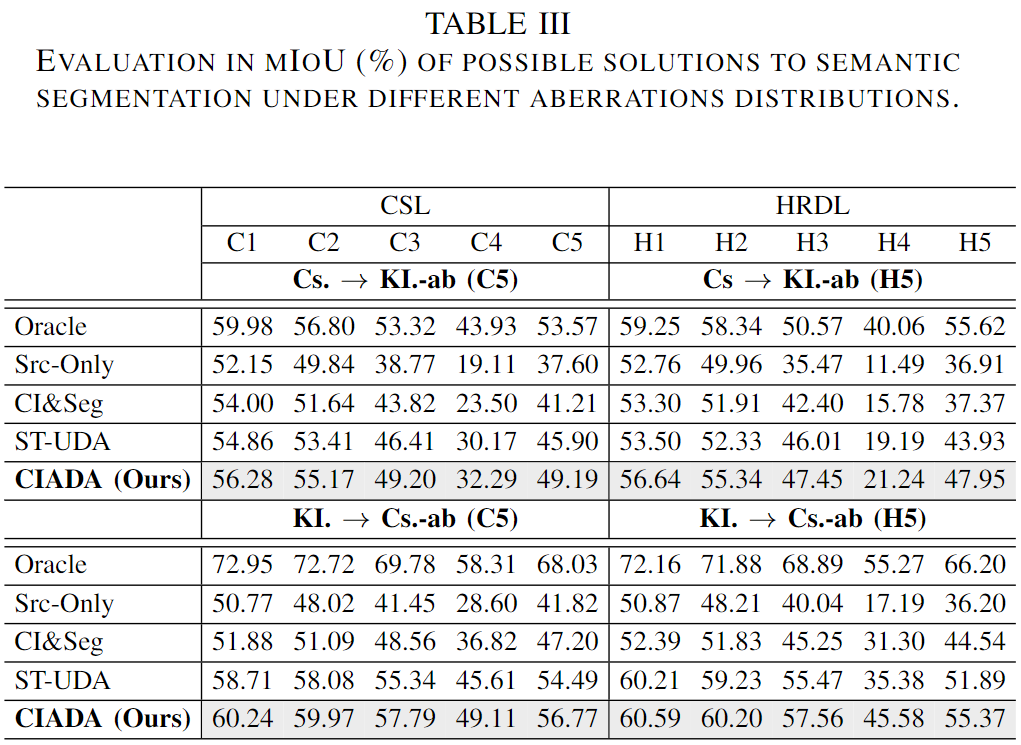 TABLE III
EVALUATION IN MIOU (%) OF POSSIBLE SOLUTIONS TO SEMANTIC
SEGMENTATION UNDER DIFFERENT ABERRATIONS DISTRIBUTIONS.
CSL HRDL
C1 C2 C3 C4 C5 H1 H2 H3 H4 H5
Cs. → KI.-ab (C5) Cs → KI.-ab (H5)
Oracle 59.98 56.80 53.32 43.93 53.57 59.25 58.34 50.57 40.06 55.62
Src-Only 52.15 49.84 38.77 19.11 37.60 52.76 49.96 35.47 11.49 36.91
CI&Seg 54.00 51.64 43.82 23.50 41.21 53.30 51.91 42.40 15.78 37.37
ST-UDA 54.86 53.41 46.41 30.17 45.90 53.50 52.33 46.01 19.19 43.93
CIADA (Ours) 56.28 55.17 49.20 32.29 49.19 56.64 55.34 47.45 21.24 47.95
KI. → Cs.-ab (C5) KI. → Cs.-ab (H5)
Oracle 72.95 72.72 69.78 58.31 68.03 72.16 71.88 68.89 55.27 66.20
Src-Only 50.77 48.02 41.45 28.60 41.82 50.87 48.21 40.04 17.19 36.20
CI&Seg 51.88 51.09 48.56 36.82 47.20 52.39 51.83 45.25 31.30 44.54
ST-UDA 58.71 58.08 55.34 45.61 54.49 60.21 59.23 55.47 35.38 51.89
CIADA (Ours) 60.24 59.97 57.79 49.11 56.77 60.59 60.20 57.56 45.58 55.37